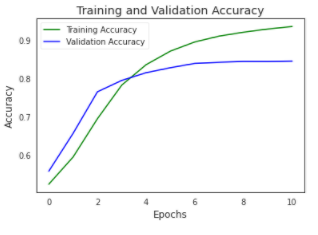 Training and Validation Accuracy
Training Accuracy
Validation Accuracy
Accuracy
0.9
0.8
0.7
0.6
0 2 4 6 8 10
Epochs